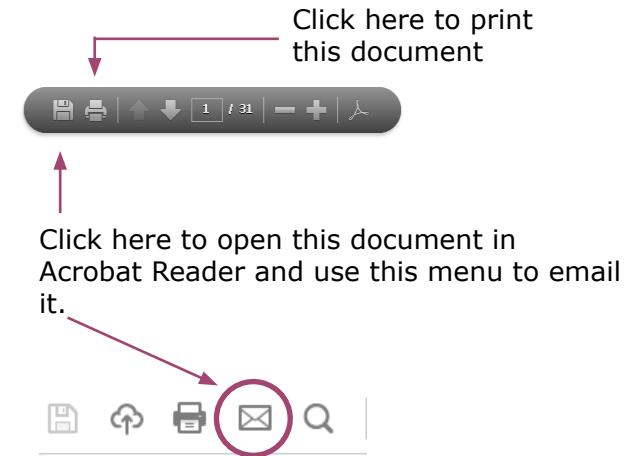 Click here to print
this document
1 / 31
Click here to open this document in
Acrobat Reader and use this menu to email
it.